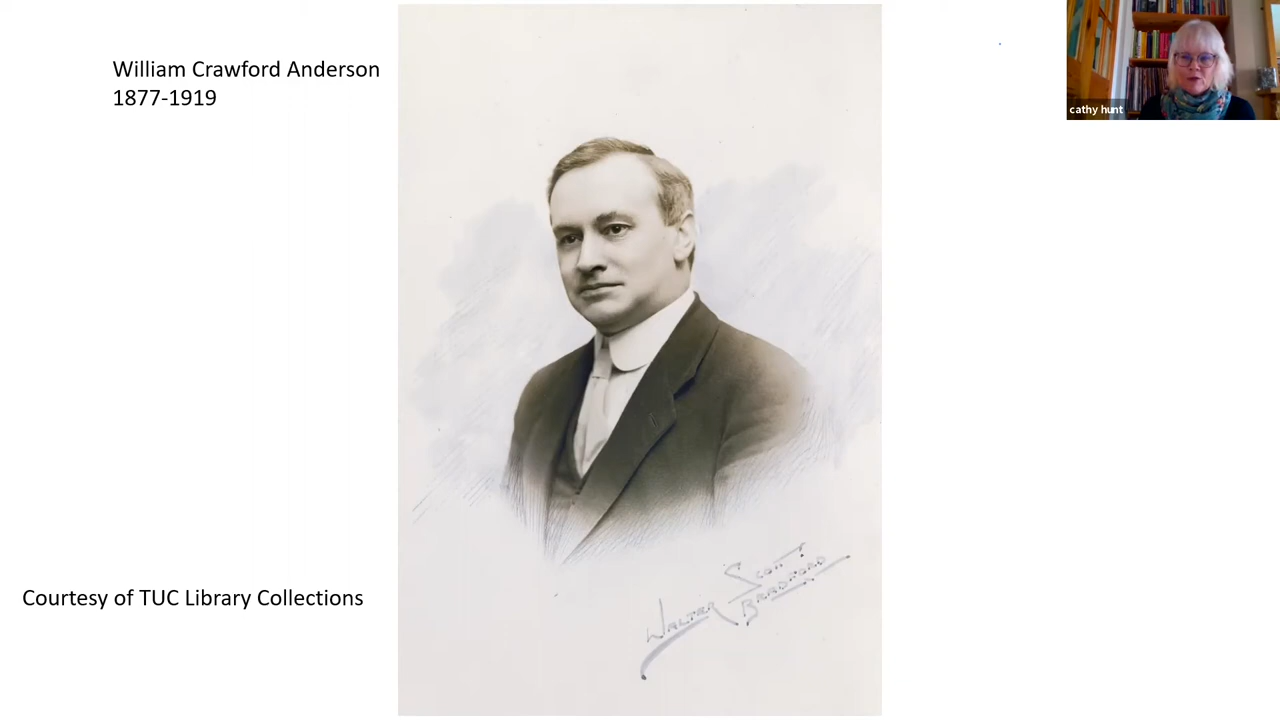 William Crawford Anderson
1877-1919
cathy hunt
Courtesy of TUC Library Collections
Walter Scott
Bradford